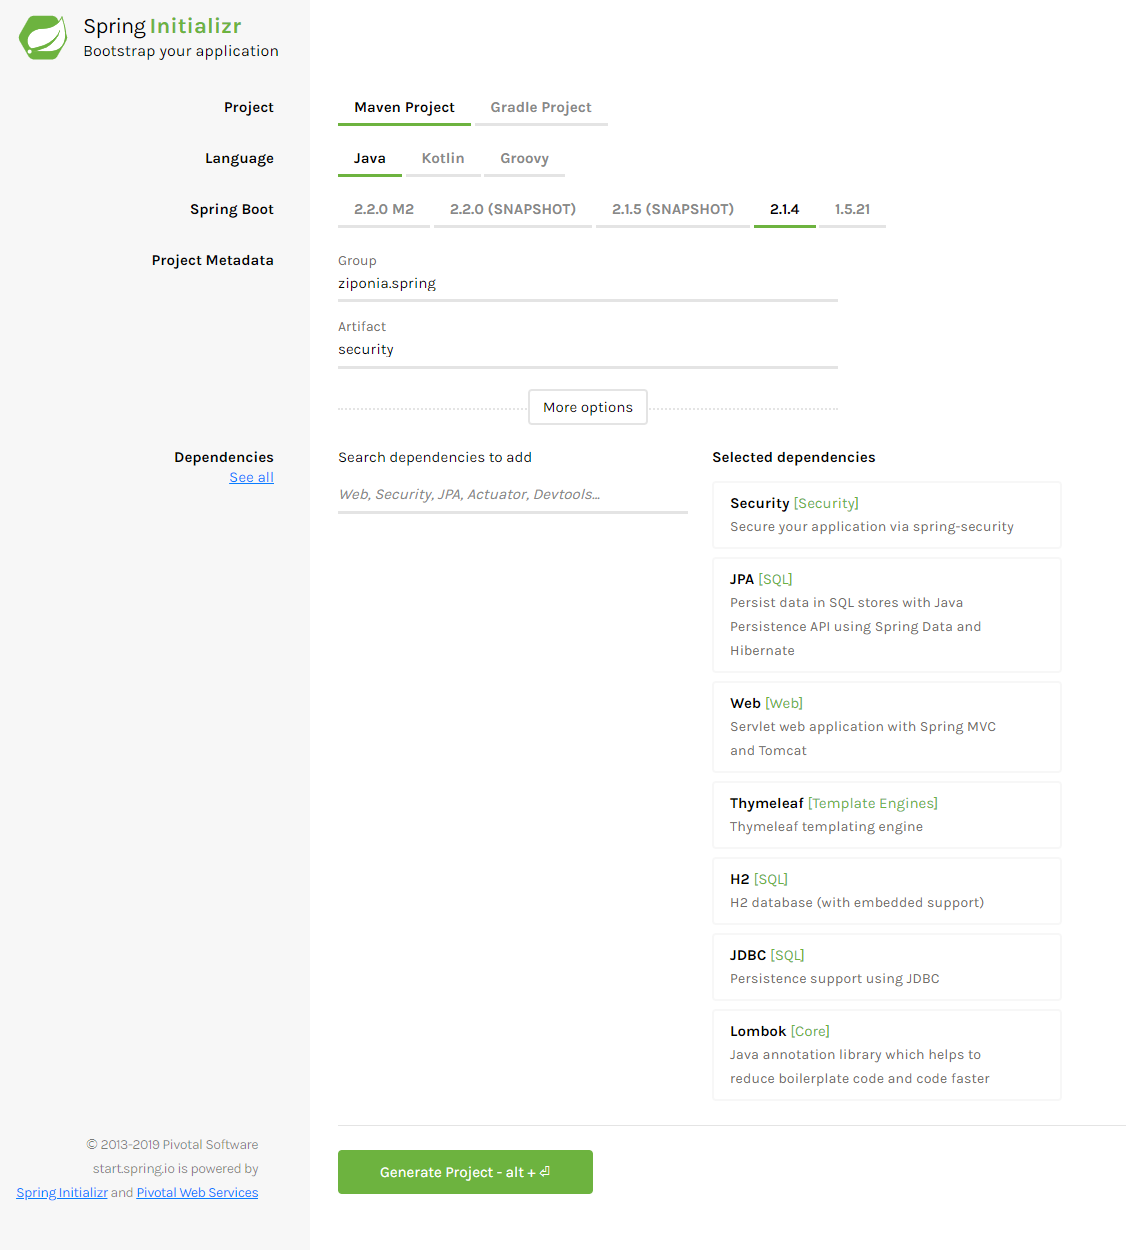 Spring Initializr
Bootstrap your application
Project
Maven Project
Gradle Project
Language
Java
Kotlin
Groovy
Spring Boot
2.2.0 M2
2.2.0 (SNAPSHOT)
2.1.5 (SNAPSHOT)
2.1.4
1.5.21
Project Metadata
Group
ziponia.spring
Artifact
security
More options
Dependencies
See all
Search dependencies to add
Web, Security, JPA, Actuator, Devtools...
Selected dependencies
Security [Security]
Secure your application via spring-security
JPA [SQL]
Persist data in SQL stores with Java
Persistence API using Spring Data and
Hibernate
Web [Web]
Servlet web application with Spring MVC
and Tomcat
Thymeleaf [Template Engines]
Thymeleaf templating engine
H2 [SQL]
H2 database (with embedded support)
JDBC [SQL]
Persistence support using JDBC
Lombok [Core]
Java annotation library which helps to
reduce boilerplate code and code faster
© 2013-2019 Pivotal Software
start.spring.io is powered by
Spring Initializr and Pivotal Web Services
Generate Project - alt + ⏎